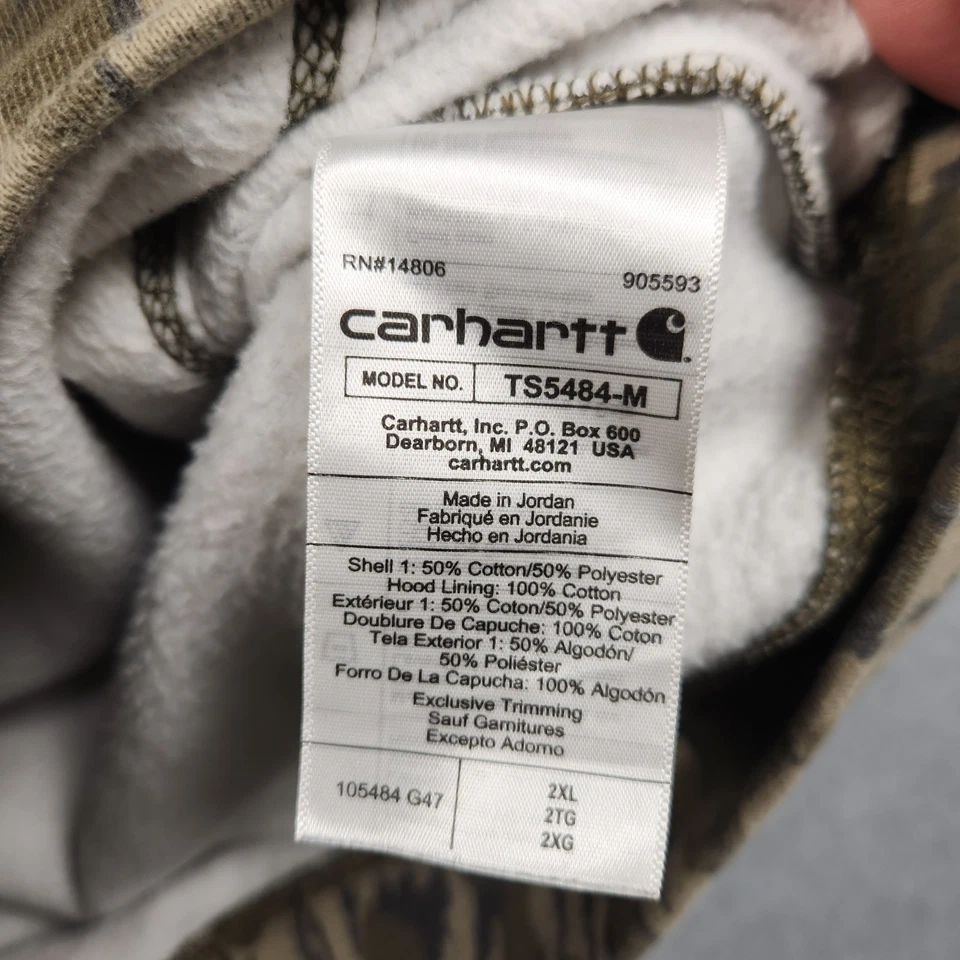 RN#14806 905593
carhartt
MODEL NO. TS5484-M
Carhartt, Inc. P.O. Box 600
Dearborn, MI 48121 USA
carhartt.com
Made in Jordan
Fabriqué en Jordanie
Hecho en Jordania
Shell 1: 50% Cotton/50% Polyester
Hood Lining: 100% Cotton
Extérieur 1: 50% Coton/50% Polyester
Doublure De Capuche: 100% Coton
Tela Exterior 1: 50% Algodón/
50% Poliéster
Forro De La Capucha: 100% Algodón
Exclusive Trimming
Sauf Garnitures
Excepto Adorno
105484 G47
2XL
2TG
2XG